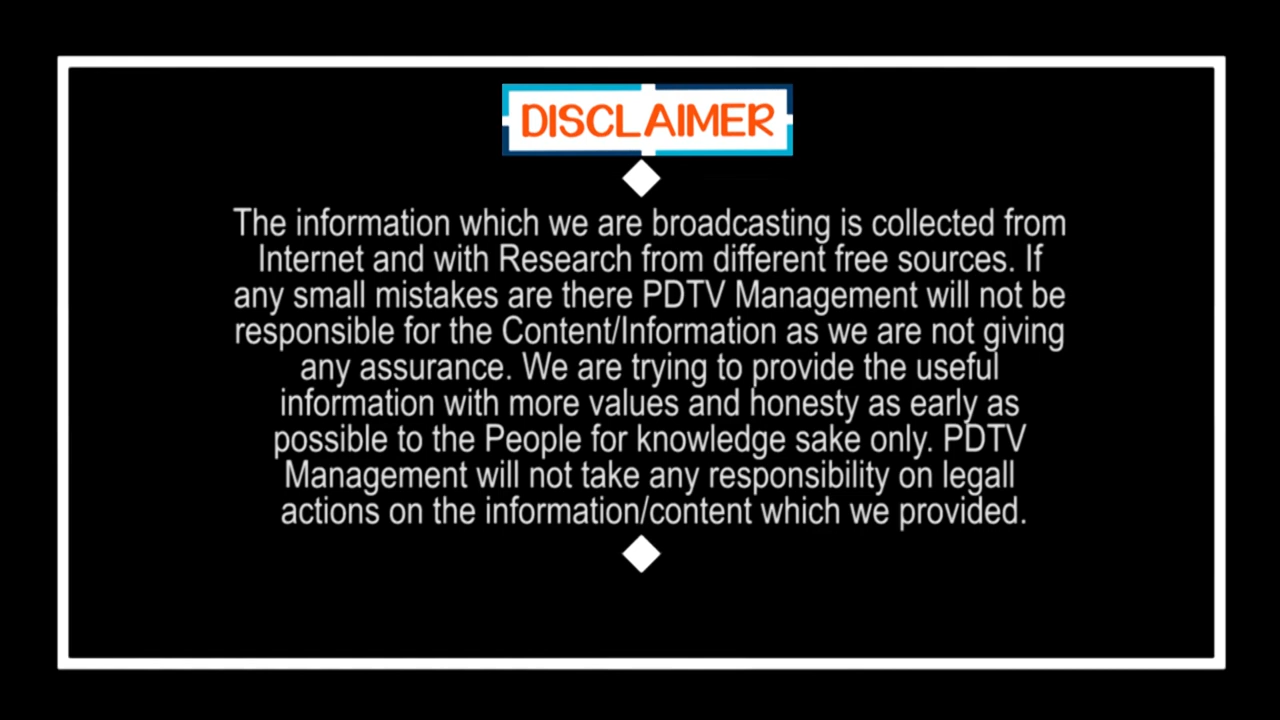 DISCLAIMER
The information which we are broadcasting is collected from
Internet and with Research from different free sources. If
any small mistakes are there PDTV Management will not be
responsible for the Content/Information as we are not giving
any assurance. We are trying to provide the useful
information with more values and honesty as early as
possible to the People for knowledge sake only. PDTV
Management will not take any responsibility on legall
actions on the information/content which we provided.